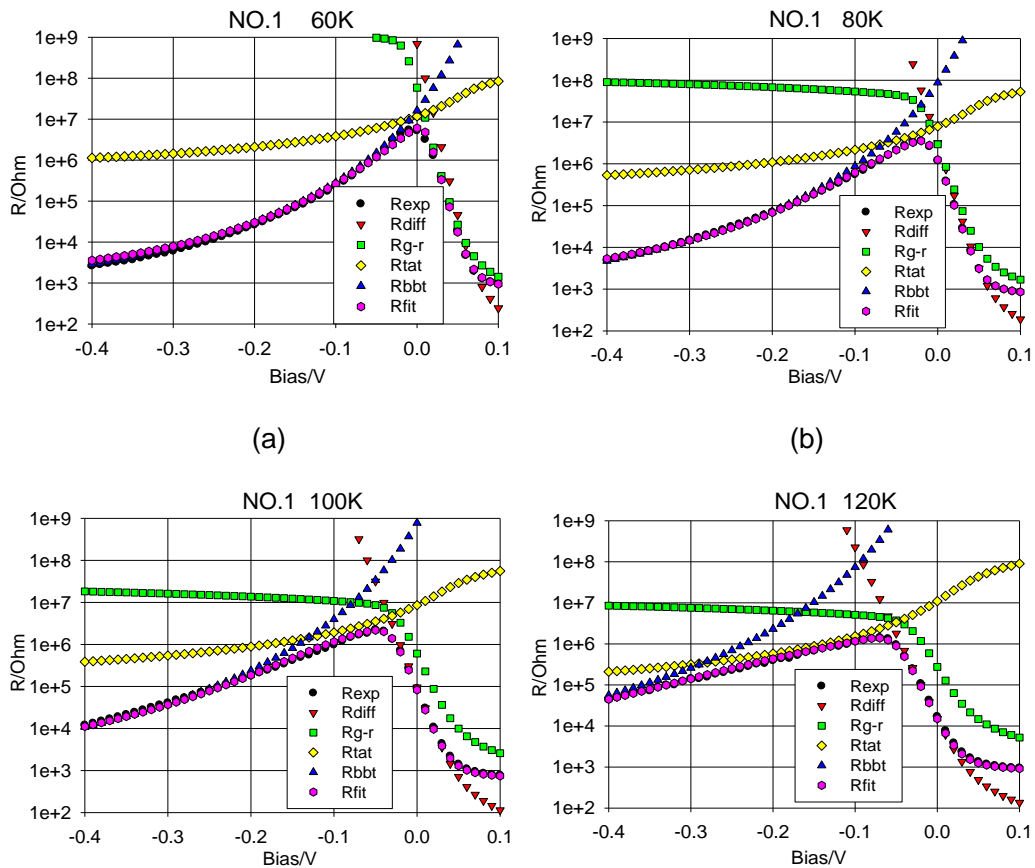 NO.1 60K
1e+9
1e+8
1e+7
1e+6
1e+5
1e+4
1e+3
1e+2
R/Ohm
-0.4 -0.3 -0.2 -0.1 0.0 0.1
Bias/V
Rexp
Rdiff
Rg-r
Rtat
Rbbt
Rfit
(a)
NO.1 80K
1e+9
1e+8
1e+7
1e+6
1e+5
1e+4
1e+3
1e+2
R/Ohm
-0.4 -0.3 -0.2 -0.1 0.0 0.1
Bias/V
Rexp
Rdiff
Rg-r
Rtat
Rbbt
Rfit
(b)
NO.1 100K
1e+9
1e+8
1e+7
1e+6
1e+5
1e+4
1e+3
1e+2
R/Ohm
-0.4 -0.3 -0.2 -0.1 0.0 0.1
Bias/V
Rexp
Rdiff
Rg-r
Rtat
Rbbt
Rfit
NO.1 120K
1e+9
1e+8
1e+7
1e+6
1e+5
1e+4
1e+3
1e+2
R/Ohm
-0.4 -0.3 -0.2 -0.1 0.0 0.1
Bias/V
Rexp
Rdiff
Rg-r
Rtat
Rbbt
Rfit